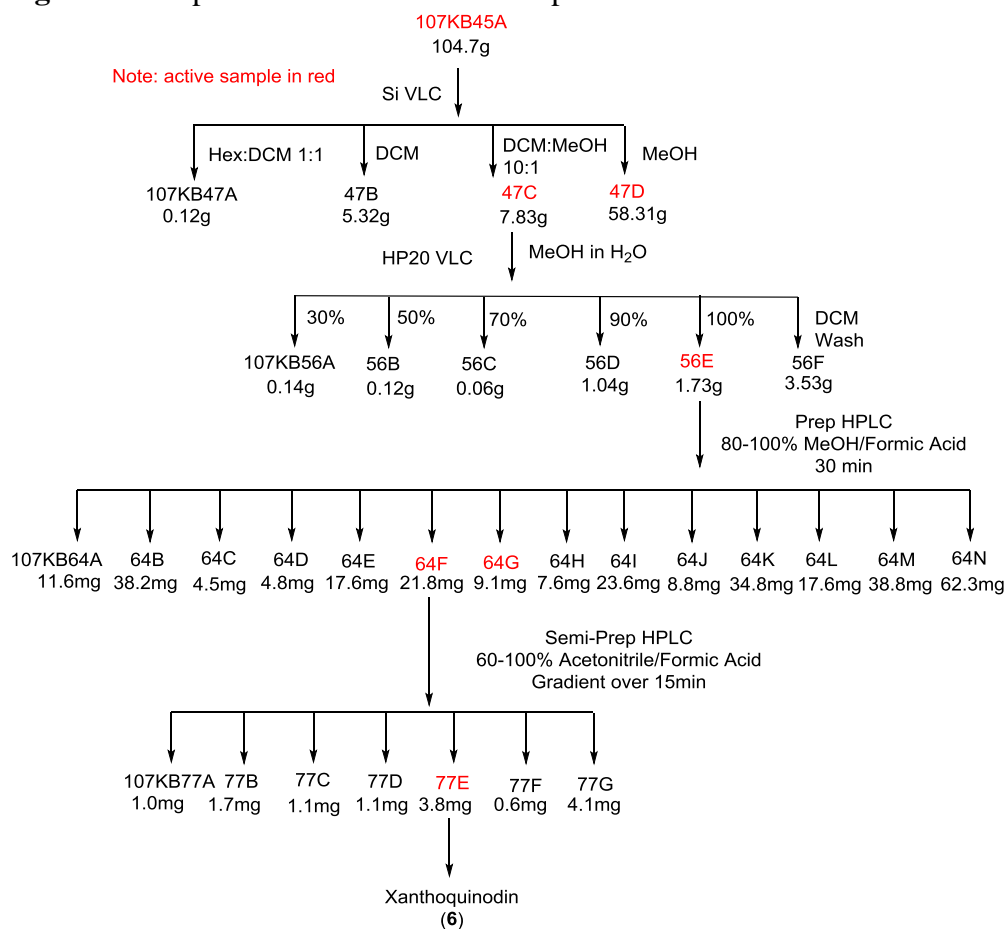 107KB45A
104.7g
Note: active sample in red
Si VLC
Hex:DCM 1:1
DCM
DCM:MeOH
10:1
MeOH
107KB47A
0.12g
47B
5.32g
47C
7.83g
47D
58.31g
HP20 VLC
MeOH in H₂O
30%
50%
70%
90%
100%
DCM
Wash
107KB56A
0.14g
56B
0.12g
56C
0.06g
56D
1.04g
56E
1.73g
56F
3.53g
Prep HPLC
80-100% MeOH/Formic Acid
30 min
107KB64A
11.6mg
64B
38.2mg
64C
4.5mg
64D
4.8mg
64E
17.6mg
64F
21.8mg
64G
9.1mg
64H
7.6mg
64I
23.6mg
64J
8.8mg
64K
34.8mg
64L
17.6mg
64M
38.8mg
64N
62.3mg
Semi-Prep HPLC
60-100% Acetonitrile/Formic Acid
Gradient over 15min
107KB77A
1.0mg
77B
1.7mg
77C
1.1mg
77D
1.1mg
77E
3.8mg
77F
0.6mg
77G
4.1mg
Xanthoquinodin
(6)